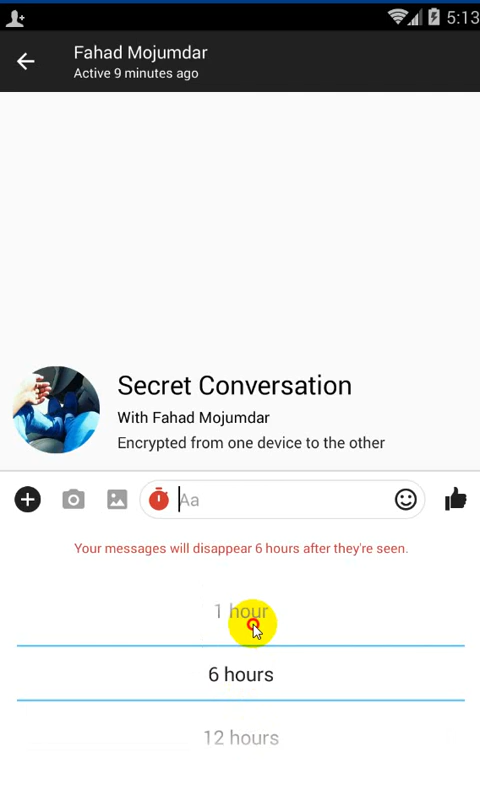 5:13
Fahad Mojumdar
Active 9 minutes ago
Secret Conversation
With Fahad Mojumdar
Encrypted from one device to the other
Aa
Your messages will disappear 6 hours after they're seen.
1 hour
6 hours
12 hours